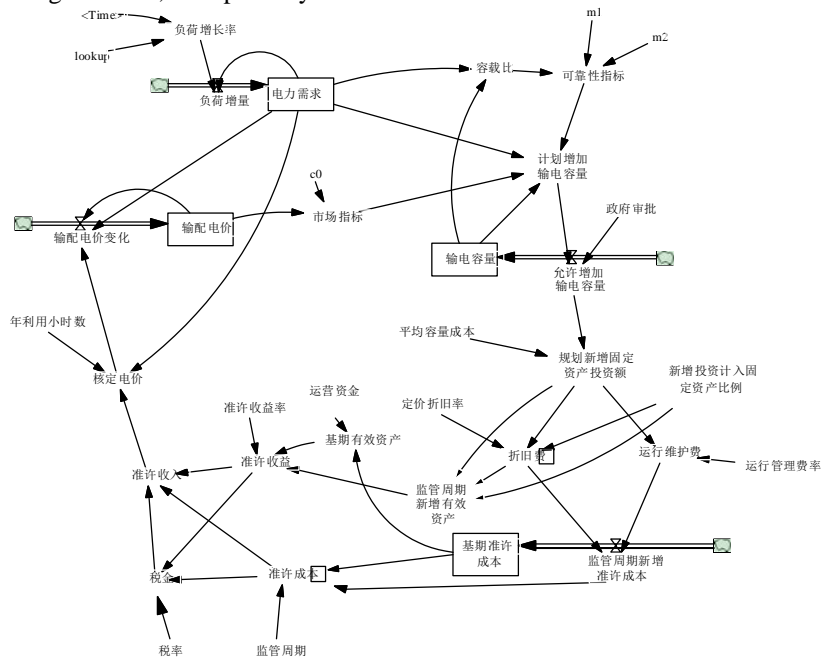 <Time>
负荷增长率
lookup
负荷增量
电力需求
容载比
m1
m2
可靠性指标
计划增加
输电容量
c0
市场指标
政府审批
输配电价变化
输配电价
输电容量
允许增加
输电容量
年利用小时数
核定电价
平均容量成本
规划新增固定
资产投资额
新增投资计入固
定资产比例
运营资金
准许收益率
定价折旧率
基期有效资产
折旧费
运行维护费
运行管理费率
准许收入
准许收益
监管周期
新增有效
资产
基期准许
成本
监管周期新增
准许成本
税金
准许成本
税率
监管周期